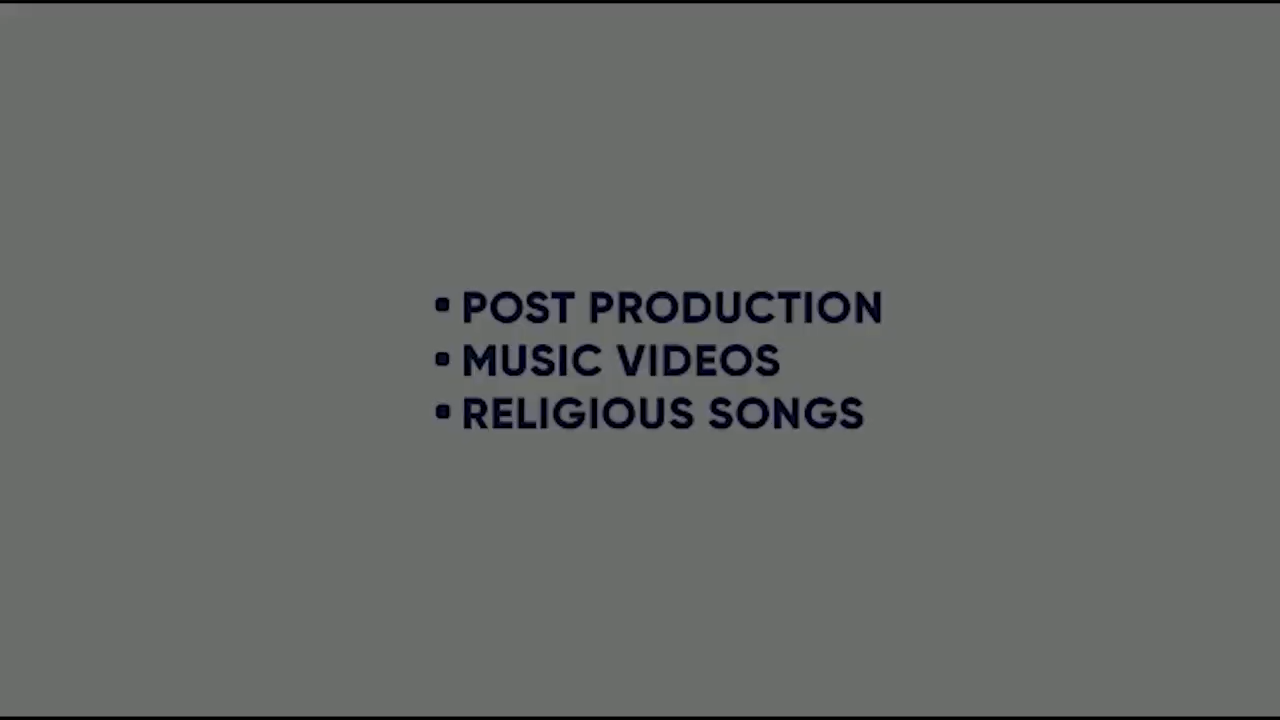 ▪ POST PRODUCTION
▪ MUSIC VIDEOS
▪ RELIGIOUS SONGS